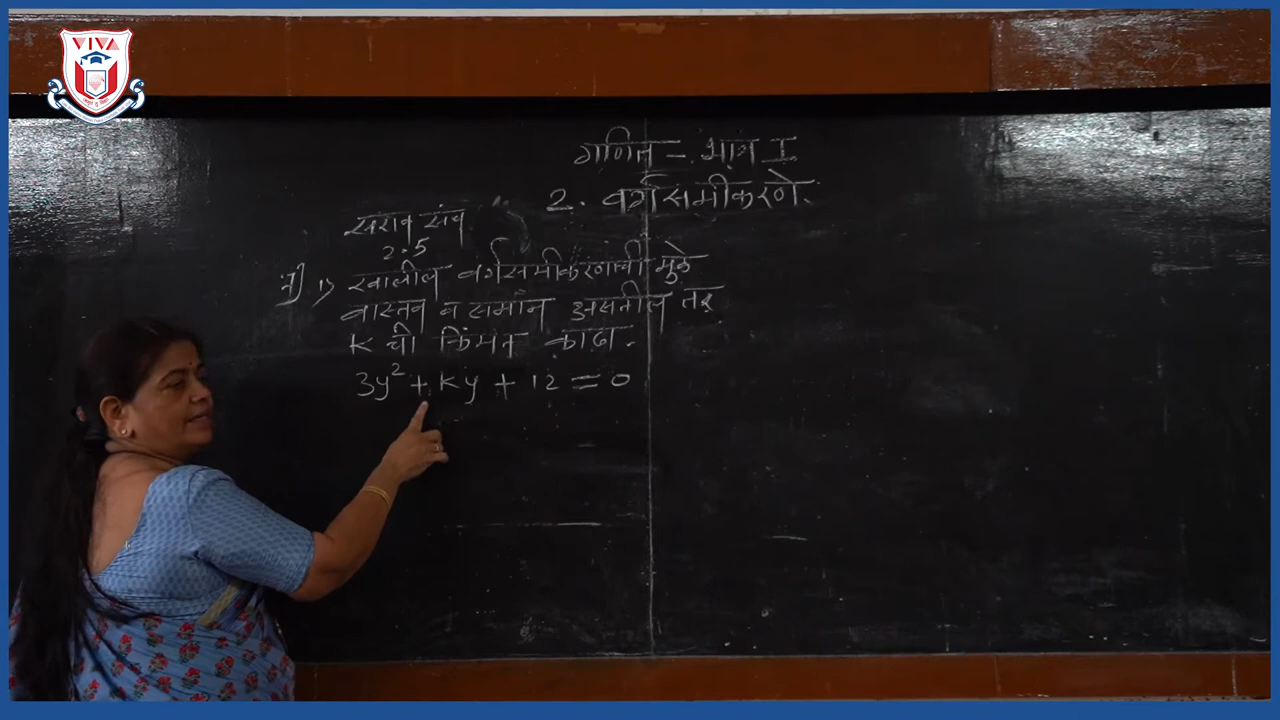 VIVA
गणित - भाग I
2. वर्गसमीकरणे.
सराव संच
2.5
1) खालील वर्गसमीकरणाची मुळे
वास्तव व समान असतील तर
K ची किंमत काढा.
3y² + Ky + 12 = 0